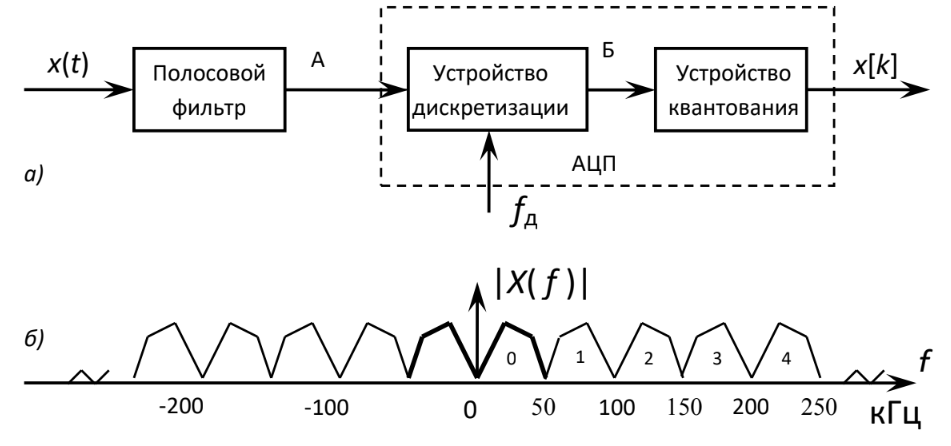 x(t)
Полосовой
фильтр
А
Устройство
дискретизации
Б
Устройство
квантования
x[k]
а)
АЦП
fд
|X( f )|
б)
0
1
2
3
4
f
-200
-100
0
50
100
150
200
250
кГц